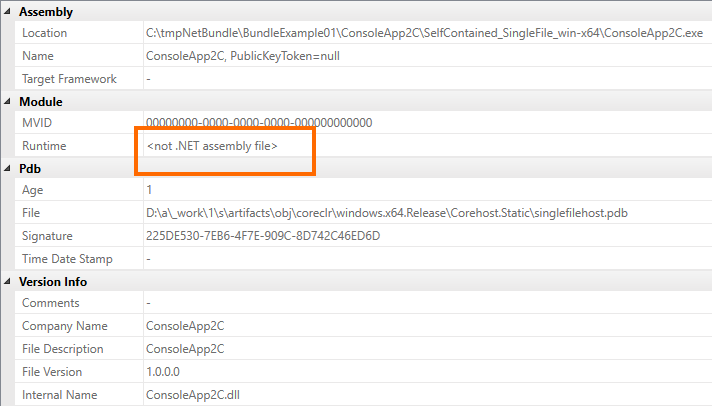 Assembly
Location C:\tmpNetBundle\BundleExample01\ConsoleApp2C\SelfContained_SingleFile_win-x64\ConsoleApp2C.exe
Name ConsoleApp2C, PublicKeyToken=null
Target Framework -
Module
MVID 00000000-0000-0000-0000-000000000000
Runtime <not .NET assembly file>
Pdb
Age 1
File D:\a\_work\1\s\artifacts\obj\coreclr\windows.x64.Release\Corehost.Static\singlefilehost.pdb
Signature 225DE530-7EB6-4F7E-909C-8D742C46ED6D
Time Date Stamp -
Version Info
Comments -
Company Name ConsoleApp2C
File Description ConsoleApp2C
File Version 1.0.0.0
Internal Name ConsoleApp2C.dll